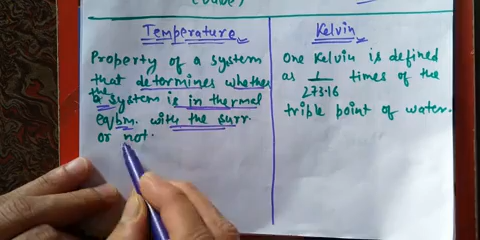 Temperature
Property of a system
that determines whether
the system is in thermal
eqbm. with the surr.
or not.
Kelvin
One Kelvin is defined
as 1/273.16 times of the
triple point of water.